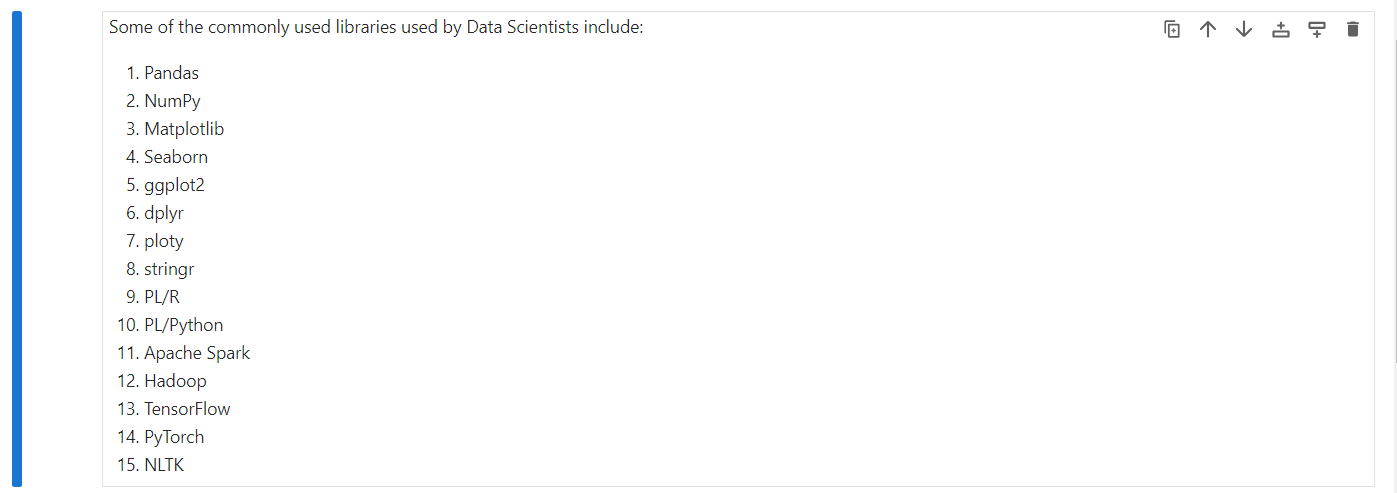 Some of the commonly used libraries used by Data Scientists include:
1. Pandas
2. NumPy
3. Matplotlib
4. Seaborn
5. ggplot2
6. dplyr
7. ploty
8. stringr
9. PL/R
10. PL/Python
11. Apache Spark
12. Hadoop
13. TensorFlow
14. PyTorch
15. NLTK